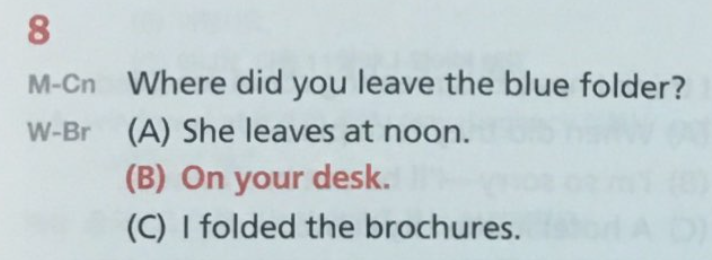 8
M-Cn Where did you leave the blue folder?
W-Br (A) She leaves at noon.
(B) On your desk.
(C) I folded the brochures.